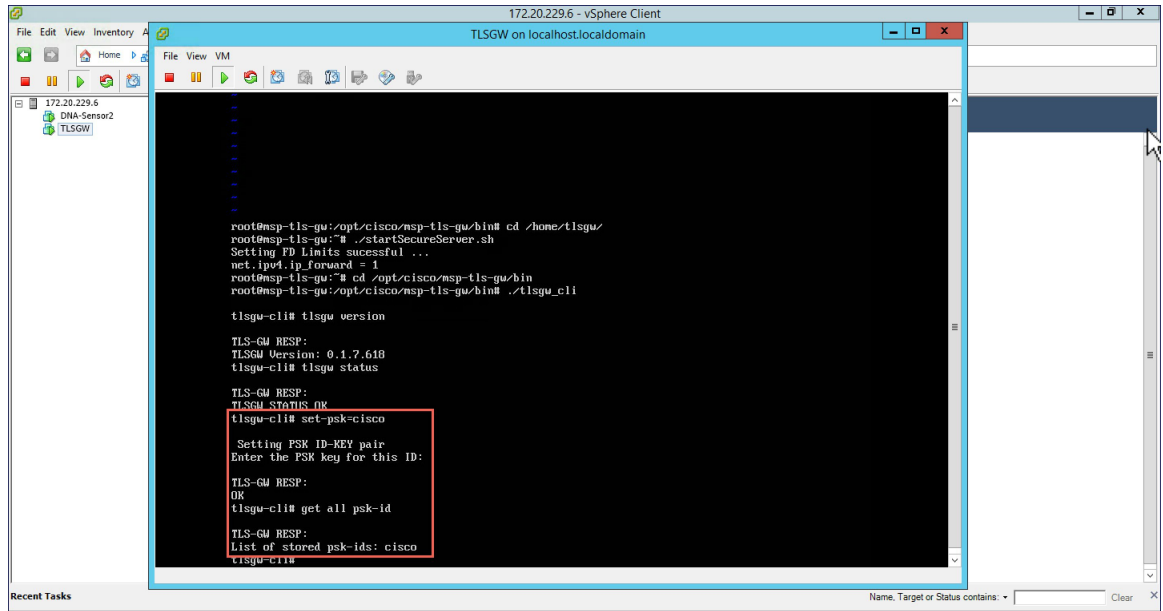 172.20.229.6 - vSphere Client
File Edit View Inventory A
Home
172.20.229.6
DNA-Sensor2
TLSGW
TLSGW on localhost.localdomain
File View VM
root@msp-tls-gw:/opt/cisco/msp-tls-gw/bin# cd /home/tlsgw/
root@msp-tls-gw:~# ./startSecureServer.sh
Setting FD Limits sucessful ...
net.ipv4.ip_forward = 1
root@msp-tls-gw:~# cd /opt/cisco/msp-tls-gw/bin
root@msp-tls-gw:/opt/cisco/msp-tls-gw/bin# ./tlsgw_cli
tlsgw-cli# tlsgw version
TLS-GW RESP:
TLSGW Version: 0.1.7.618
tlsgw-cli# tlsgw status
TLS-GW RESP:
TLSGW STATUS OK
tlsgw-cli# set-psk=cisco
Setting PSK ID-KEY pair
Enter the PSK key for this ID:
TLS-GW RESP:
OK
tlsgw-cli# get all psk-id
TLS-GW RESP:
List of stored psk-ids: cisco
tlsgw-cli#
Recent Tasks
Name, Target or Status contains:
Clear